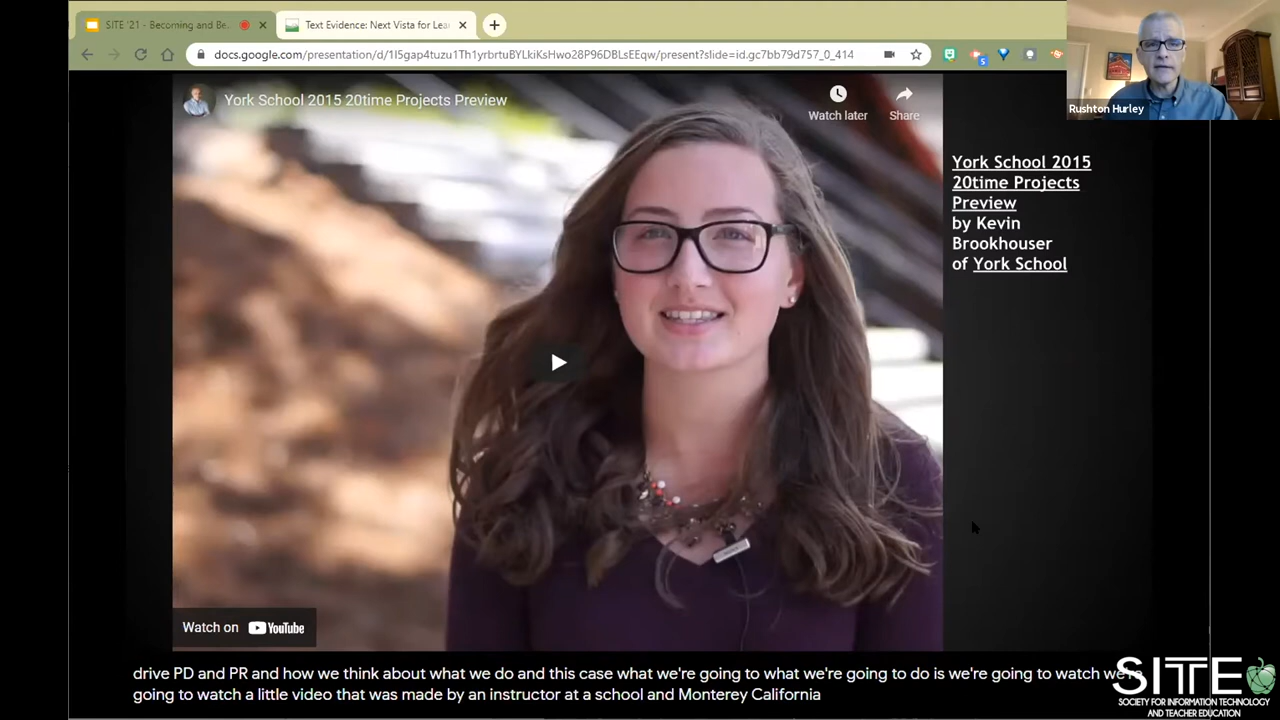 SITE '21 - Becoming and Be
Text Evidence: Next Vista for Lea
docs.google.com/presentation/d/1I5gap4tuzu1Th1yrbrtuBYLkiKsHwo28P96DBLsEEqw/present?slide=id.gc7bb79d757_0_414
5
Rushton Hurley
York School 2015 20time Projects Preview
Watch later
Share
York School 2015
20time Projects
Preview
by Kevin
Brookhouser
of York School
Watch on YouTube
drive PD and PR and how we think about what we do and this case what we're going to what we're going to do is we're going to watch we're
going to watch a little video that was made by an instructor at a school and Monterey California
SITE
SOCIETY FOR INFORMATION TECHNOLOGY
AND TEACHER EDUCATION